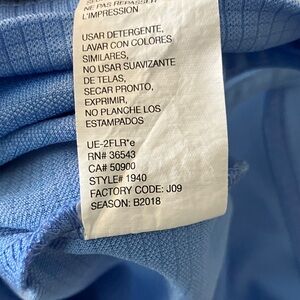 NE PAS REPASSER
L'IMPRESSION
USAR DETERGENTE,
LAVAR CON COLORES
SIMILARES,
NO USAR SUAVIZANTE
DE TELAS,
SECAR PRONTO,
EXPRIMIR,
NO PLANCHE LOS
ESTAMPADOS
UE-2FLR*e
RN# 36543
CA# 50900
STYLE# 1940
FACTORY CODE: J09
SEASON: B2018